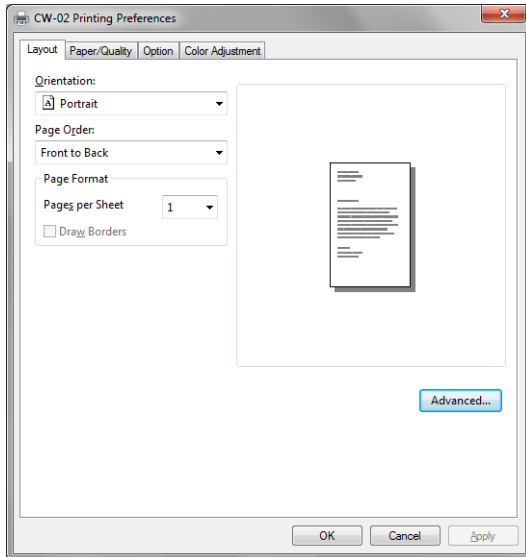 CW-02 Printing Preferences
Layout Paper/Quality Option Color Adjustment
Orientation:
A Portrait
Page Order:
Front to Back
Page Format
Pages per Sheet 1
Draw Borders
Advanced...
OK Cancel Apply